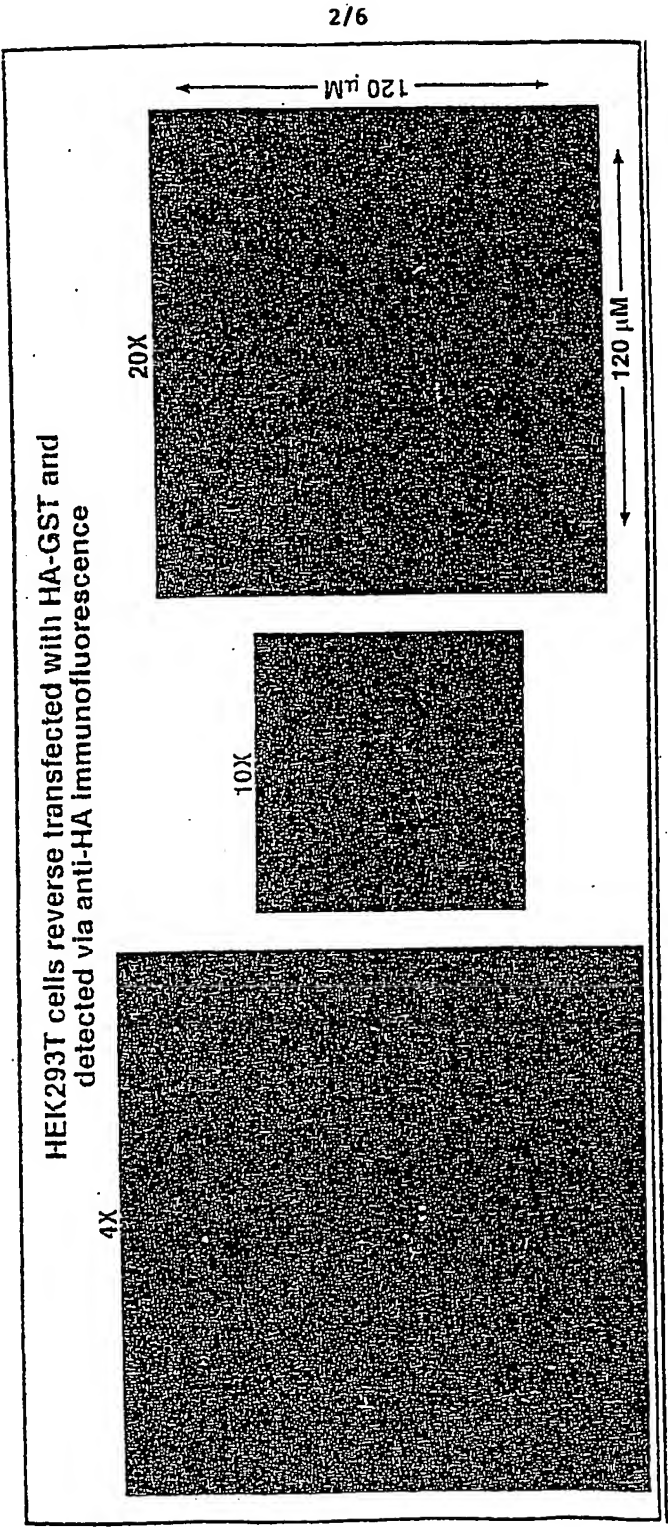 2/6
HEK293T cells reverse transfected with HA-GST and
detected via anti-HA immunofluorescence
4X
10X
20X
120 µM
120 µM